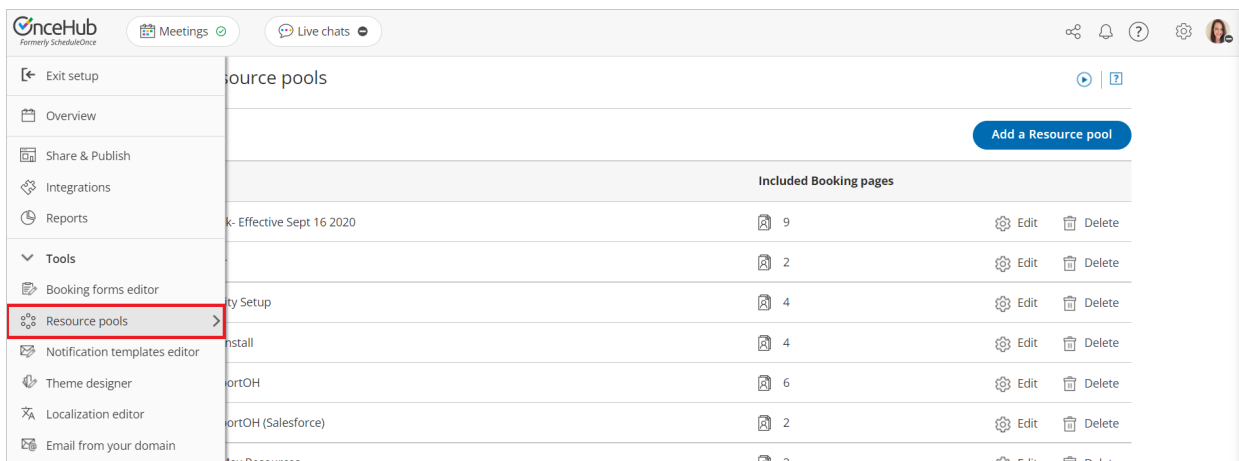 OnceHub
Formerly ScheduleOnce
Meetings
Live chats
?
Exit setup
Overview
Share & Publish
Integrations
Reports
Tools
Booking forms editor
Resource pools
Notification templates editor
Theme designer
Localization editor
Email from your domain
source pools
?
Add a Resource pool
Included Booking pages
k- Effective Sept 16 2020 9 Edit Delete
2 Edit Delete
ity Setup 4 Edit Delete
nstall 4 Edit Delete
ortOH 6 Edit Delete
ortOH (Salesforce) 2 Edit Delete